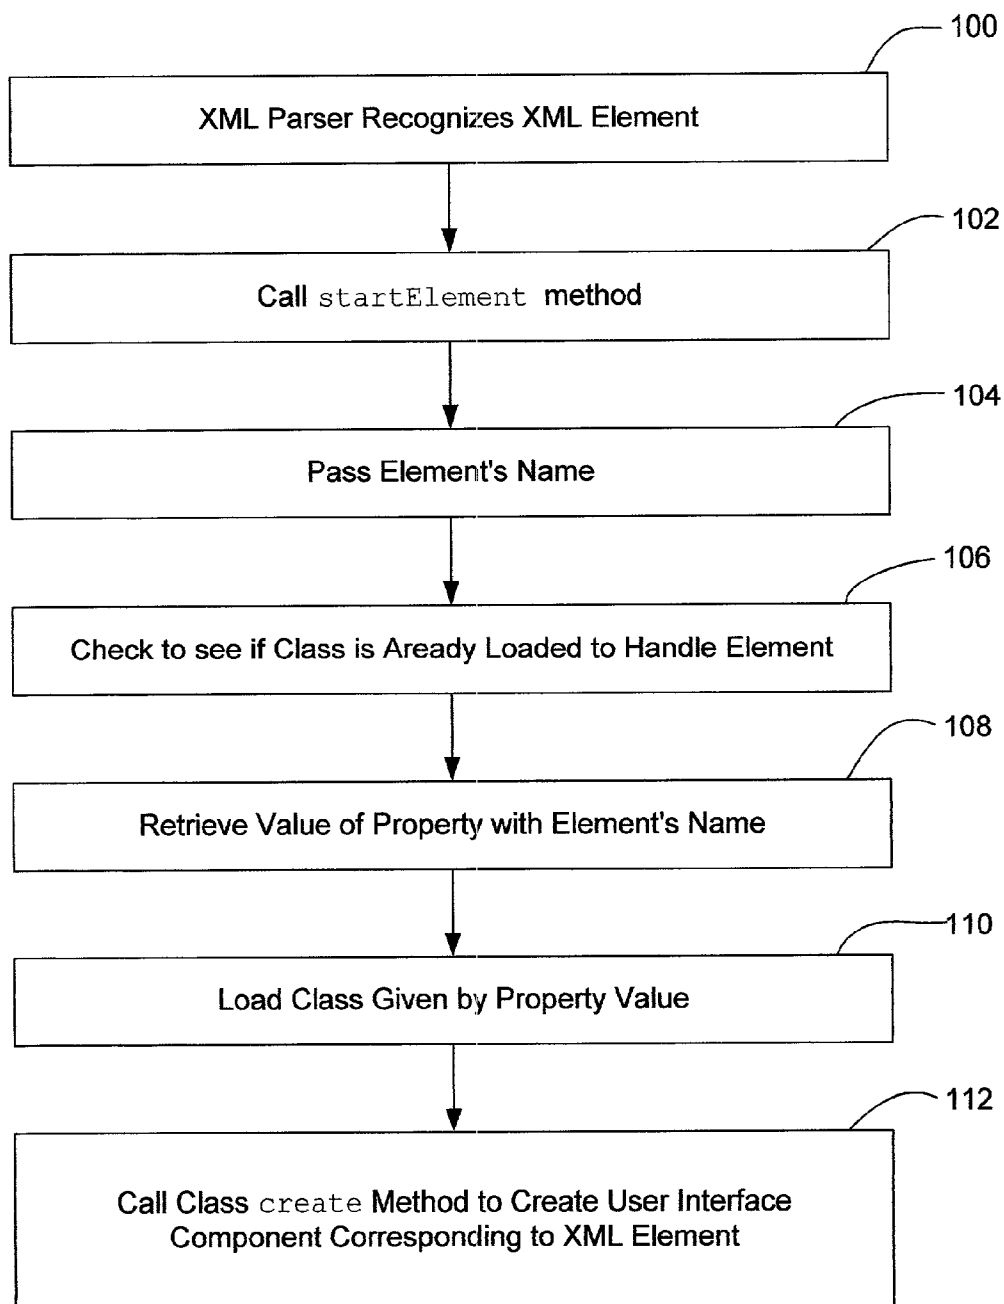 100
XML Parser Recognizes XML Element
102
Call startElement method
104
Pass Element's Name
106
Check to see if Class is Aready Loaded to Handle Element
108
Retrieve Value of Property with Element's Name
110
Load Class Given by Property Value
112
Call Class create Method to Create User Interface
Component Corresponding to XML Element